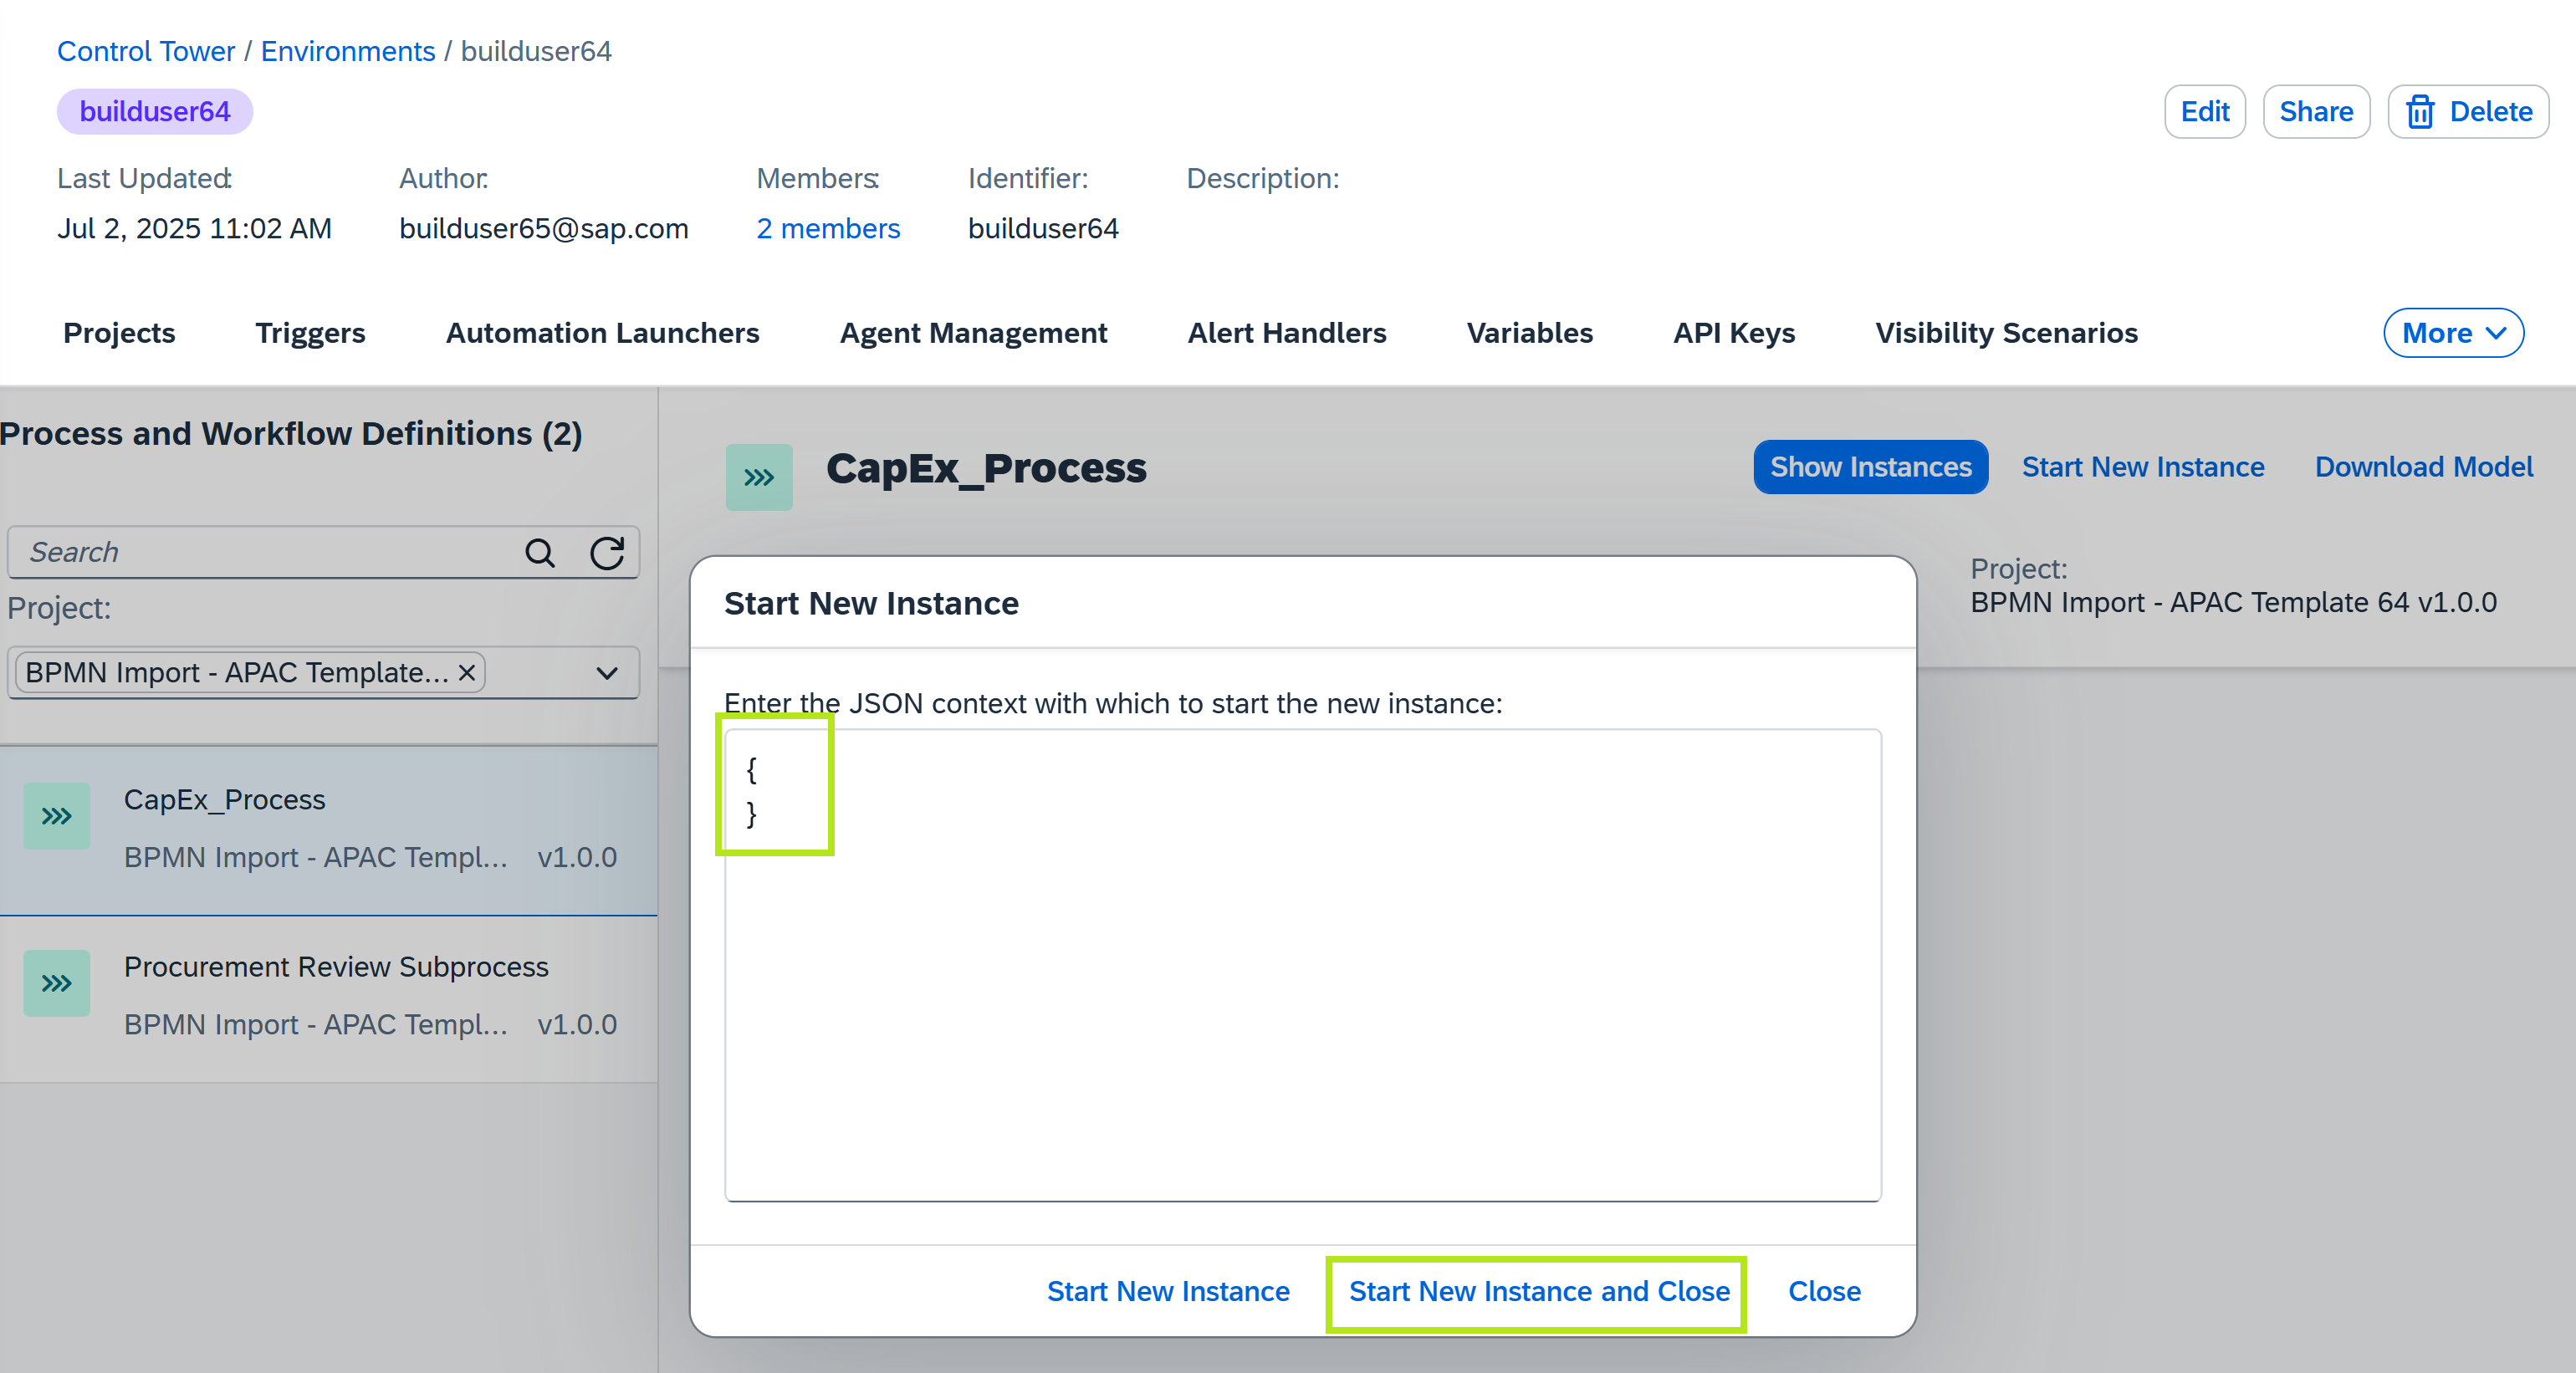 Control Tower / Environments / builduser64
builduser64
Edit Share Delete
Last Updated: Author: Members: Identifier: Description:
Jul 2, 2025 11:02 AM builduser65@sap.com 2 members builduser64
Projects Triggers Automation Launchers Agent Management Alert Handlers Variables API Keys Visibility Scenarios More
Process and Workflow Definitions (2)
Search
Project:
BPMN Import - APAC Template...
CapEx_Process
BPMN Import - APAC Templ... v1.0.0
Procurement Review Subprocess
BPMN Import - APAC Templ... v1.0.0
CapEx_Process
Show Instances Start New Instance Download Model
Project:
BPMN Import - APAC Template 64 v1.0.0
Start New Instance
Enter the JSON context with which to start the new instance:
{
}
Start New Instance Start New Instance and Close Close